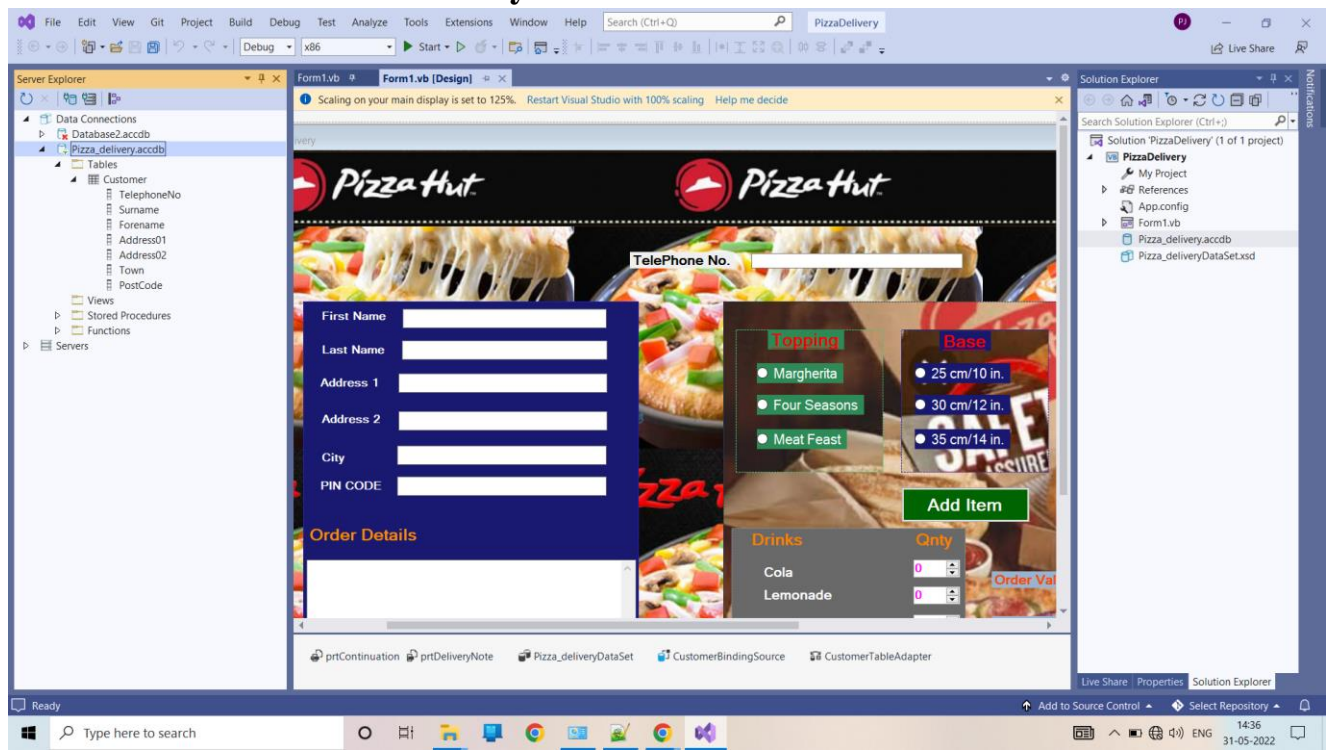 File Edit View Git Project Build Debug Test Analyze Tools Extensions Window Help Search (Ctrl+Q) PizzaDelivery PJ
Debug x86 Start Live Share
Server Explorer
Data Connections
Database2.accdb
Pizza_delivery.accdb
Tables
Customer
TelephoneNo
Surname
Forename
Address01
Address02
Town
PostCode
Views
Stored Procedures
Functions
Servers
Form1.vb Form1.vb [Design]
Scaling on your main display is set to 125%. Restart Visual Studio with 100% scaling Help me decide
ivery
Pizza Hut Pizza Hut
TelePhone No.
First Name
Last Name
Address 1
Address 2
City
PIN CODE
Order Details
Topping
Margherita
Four Seasons
Meat Feast
Base
25 cm/10 in.
30 cm/12 in.
35 cm/14 in.
Add Item
Drinks Qnty
Cola 0
Lemonade 0
Order Val
prtContinuation prtDeliveryNote Pizza_deliveryDataSet CustomerBindingSource CustomerTableAdapter
Solution Explorer
Search Solution Explorer (Ctrl+;)
Solution 'PizzaDelivery' (1 of 1 project)
PizzaDelivery
My Project
References
App.config
Form1.vb
Pizza_delivery.accdb
Pizza_deliveryDataSet.xsd
Live Share Properties Solution Explorer
Notifications
Ready Add to Source Control Select Repository
Type here to search ENG 14:36
31-05-2022